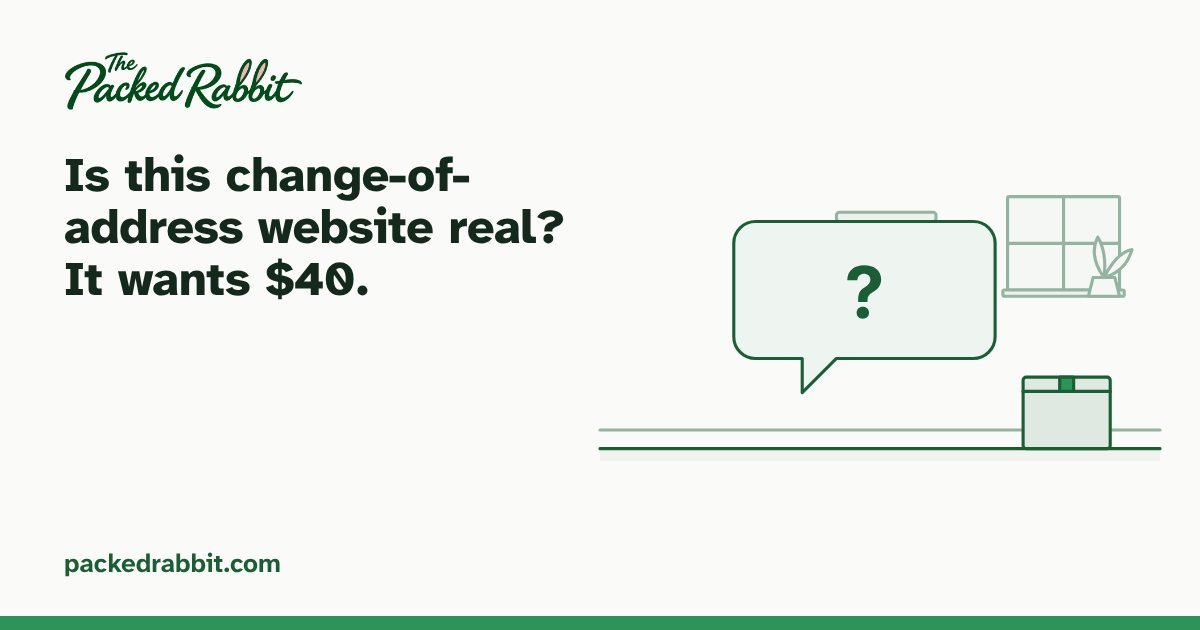 The
Packed Rabbit
Is this change-of-
address website real?
It wants $40.
?
packedrabbit.com